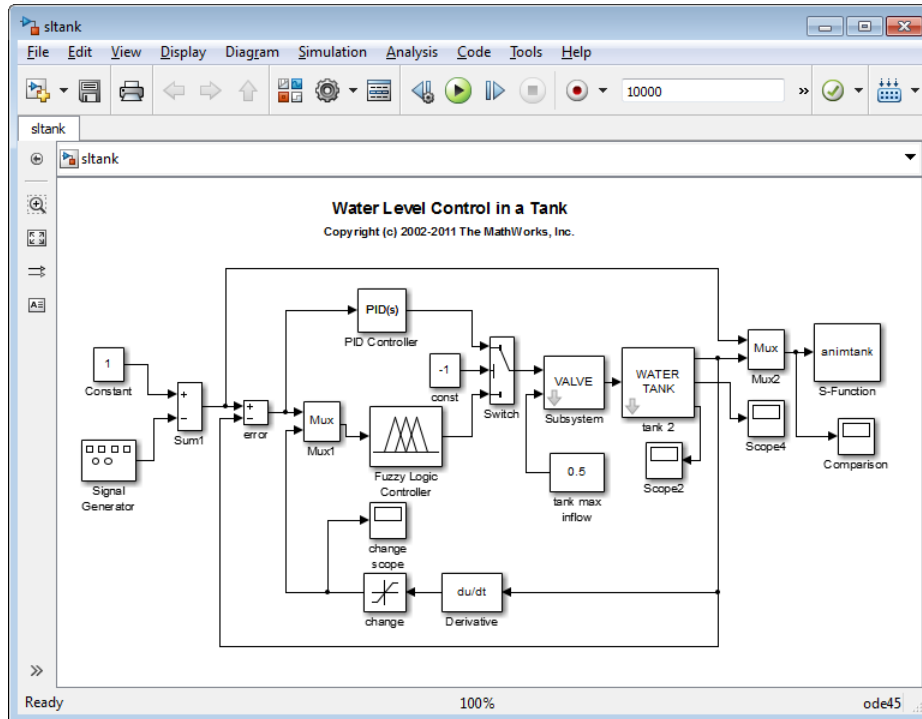 sltank
File Edit View Display Diagram Simulation Analysis Code Tools Help
10000 »
sltank
sltank
Water Level Control in a Tank
Copyright (c) 2002-2011 The MathWorks, Inc.
PID(s)
PID Controller
1
Constant
Signal
Generator
+
−
Sum1
+
−
error
Mux
Mux1
Fuzzy Logic
Controller
-1
const
Switch
VALVE
Subsystem
WATER
TANK
tank 2
0.5
tank max
inflow
Scope2
Scope4
Mux
Mux2
animtank
S-Function
Comparison
change
scope
change
du/dt
Derivative
»
Ready 100% ode45